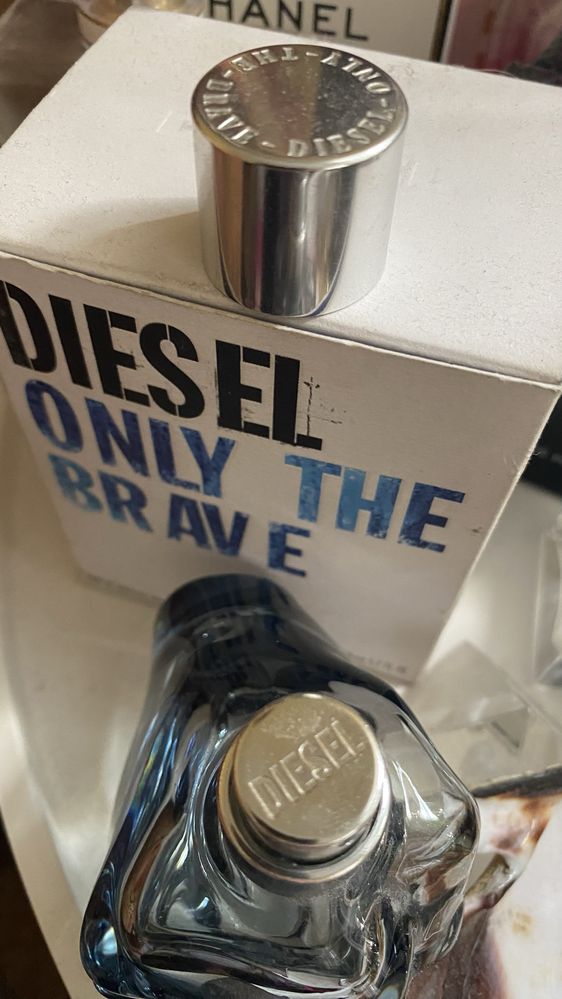 HANEL
DIESEL - ONLY - THE - BRAVE -
DIESEL
ONLY THE
BRAVE
DIESEL